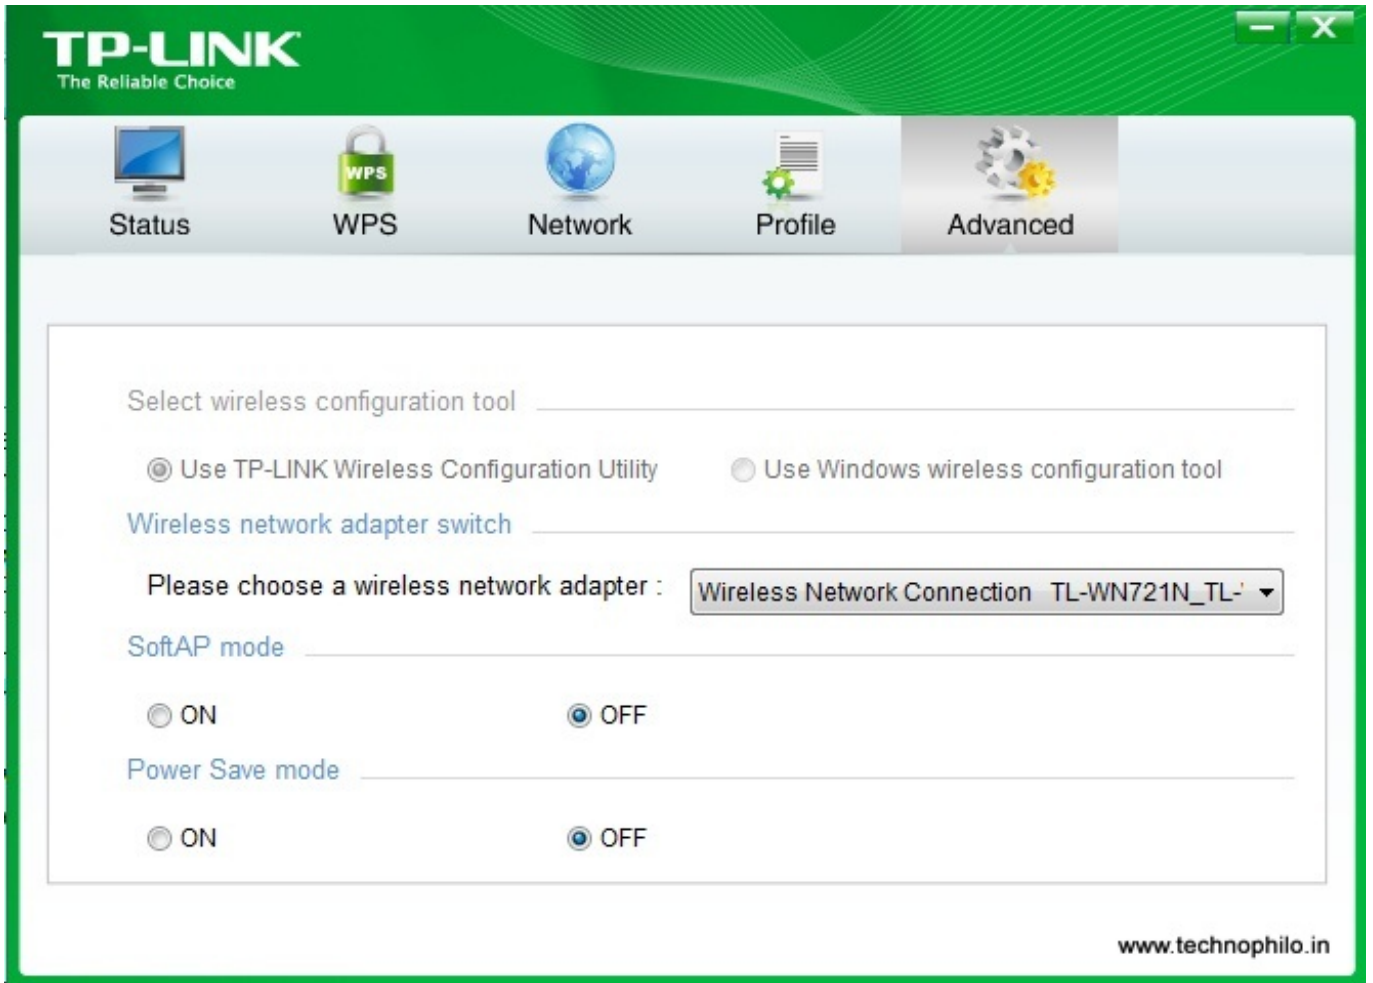 TP-LINK
The Reliable Choice
WPS
Status WPS Network Profile Advanced
Select wireless configuration tool
Use TP-LINK Wireless Configuration Utility Use Windows wireless configuration tool
Wireless network adapter switch
Please choose a wireless network adapter : Wireless Network Connection TL-WN721N_TL-
SoftAP mode
ON OFF
Power Save mode
ON OFF
www.technophilo.in